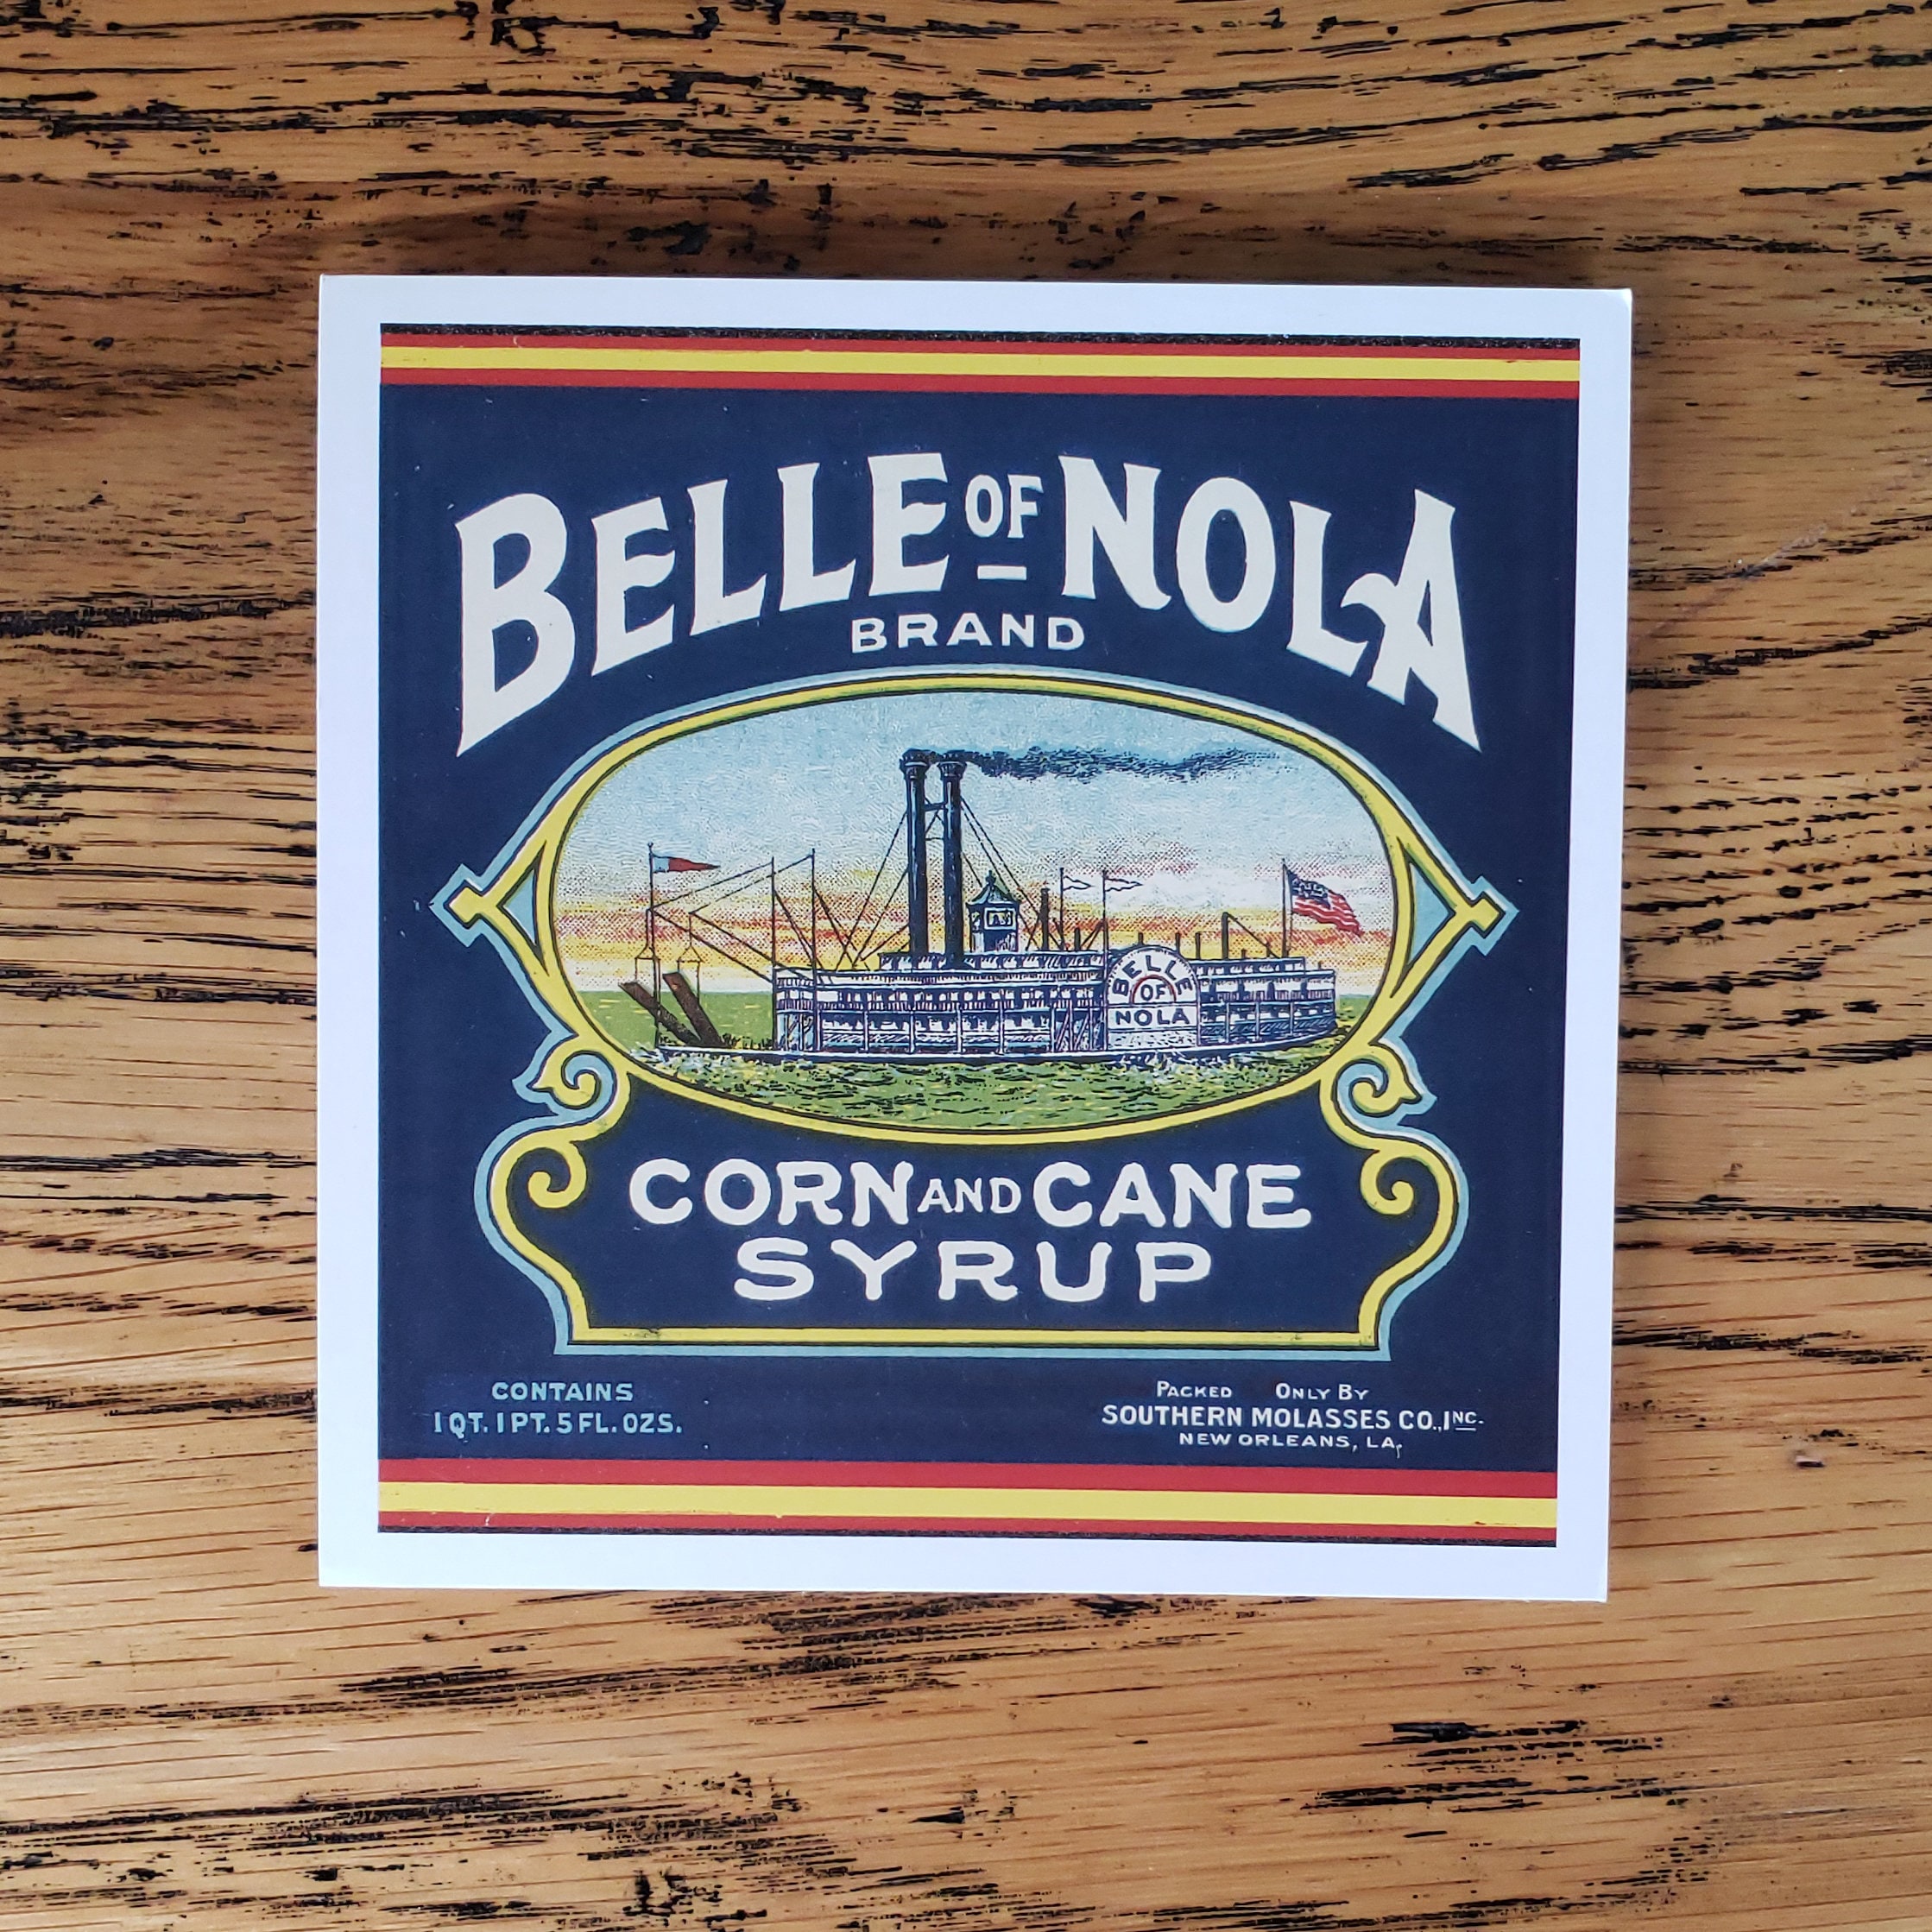 BELLE OF NOLA
BRAND
BELLE
OF
NOLA
CORN AND CANE
SYRUP
CONTAINS
1 QT. 1 PT. 5 FL. OZS.
PACKED ONLY BY
SOUTHERN MOLASSES CO., INC.
NEW ORLEANS, LA,